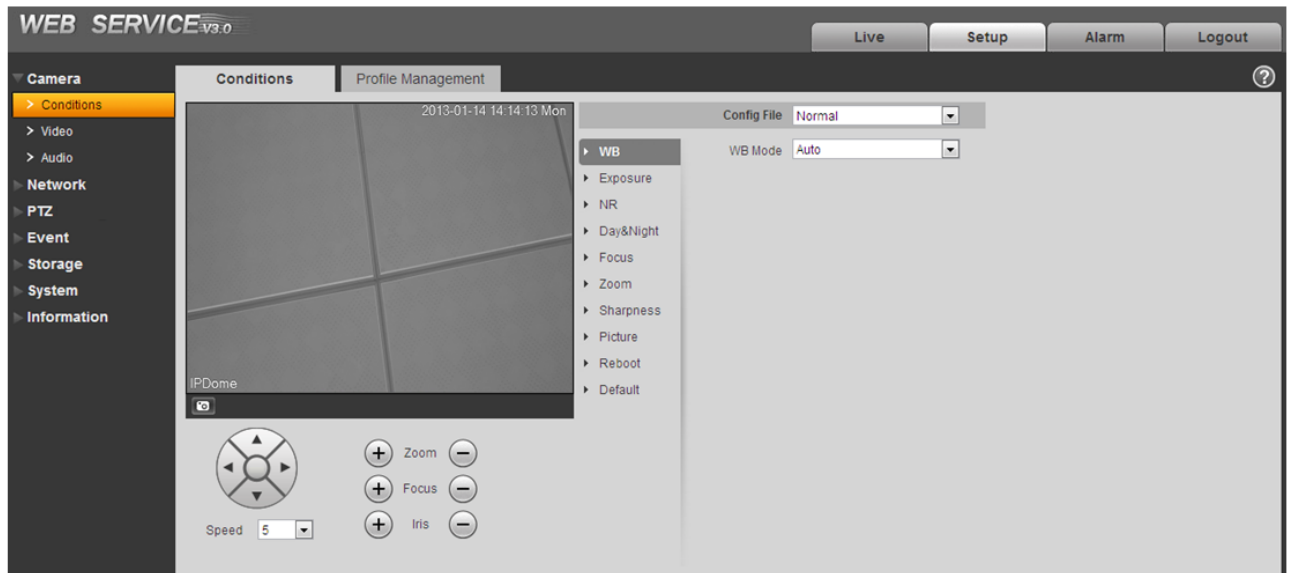 WEB SERVICE V3.0
Live
Setup
Alarm
Logout
Camera
> Conditions
> Video
> Audio
Network
PTZ
Event
Storage
System
Information
Conditions
Profile Management
2013-01-14 14:14:13 Mon
IPDome
Config File Normal
WB
Exposure
NR
Day&Night
Focus
Zoom
Sharpness
Picture
Reboot
Default
WB Mode Auto
Zoom
Focus
Iris
Speed 5